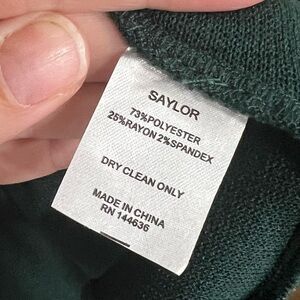 SAYLOR
73%POLYESTER
25%RAYON 2%SPANDEX
DRY CLEAN ONLY
MADE IN CHINA
RN 144636